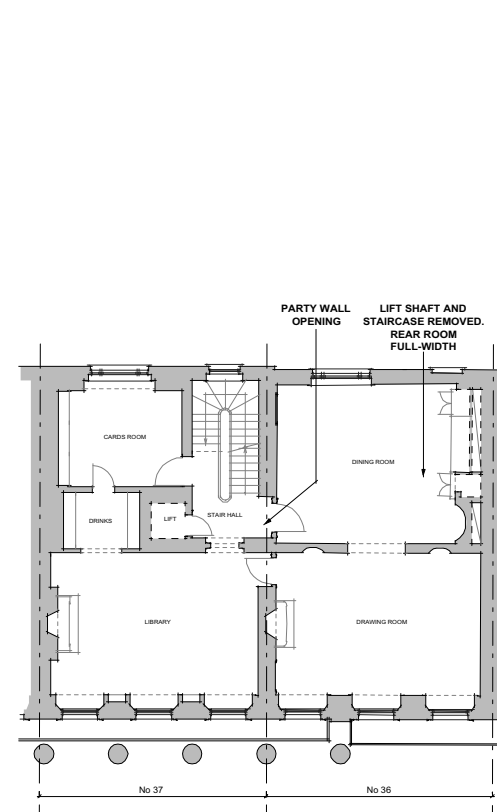 PARTY WALL
OPENING
LIFT SHAFT AND
STAIRCASE REMOVED.
REAR ROOM
FULL-WIDTH
CARDS ROOM
DINING ROOM
DRINKS
LIFT
STAIR HALL
LIBRARY
DRAWING ROOM
No 37
No 36